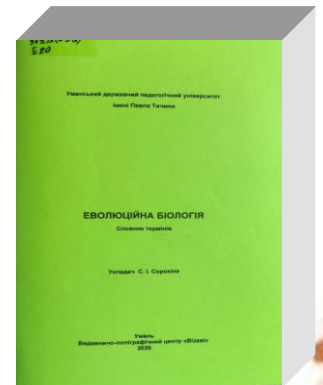 Е20
Уманський державний педагогічний університет
імені Павла Тичини
ЕВОЛЮЦІЙНА БІОЛОГІЯ
Словник термінів
Укладач С. І. Сорокіна
Умань
Видавничо-поліграфічний центр «Візаві»
2020